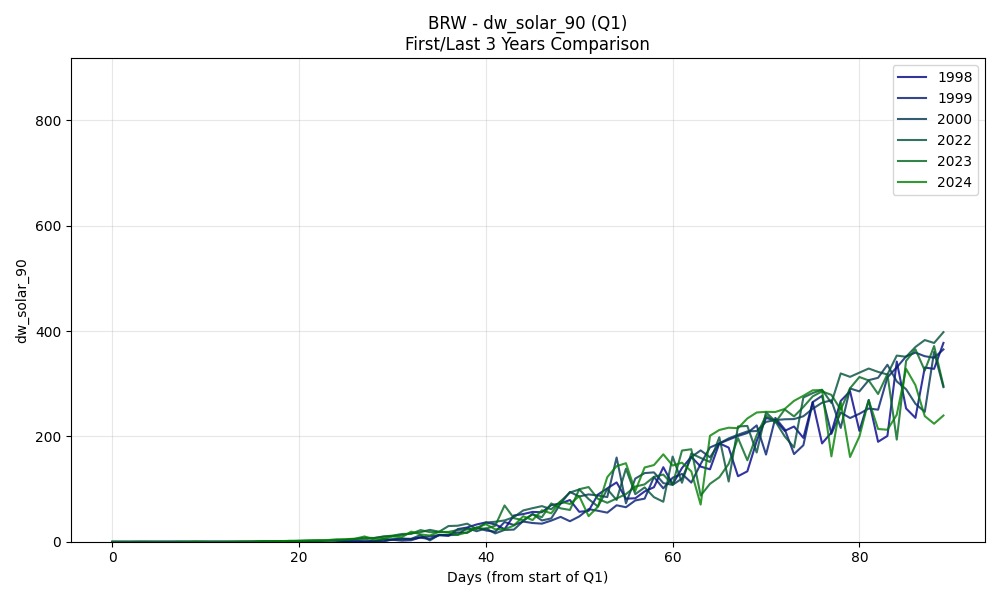 BRW - dw_solar_90 (Q1)
First/Last 3 Years Comparison
1998
1999
2000
2022
2023
2024
800
600
400
200
0
dw_solar_90
0 20 40 60 80
Days (from start of Q1)